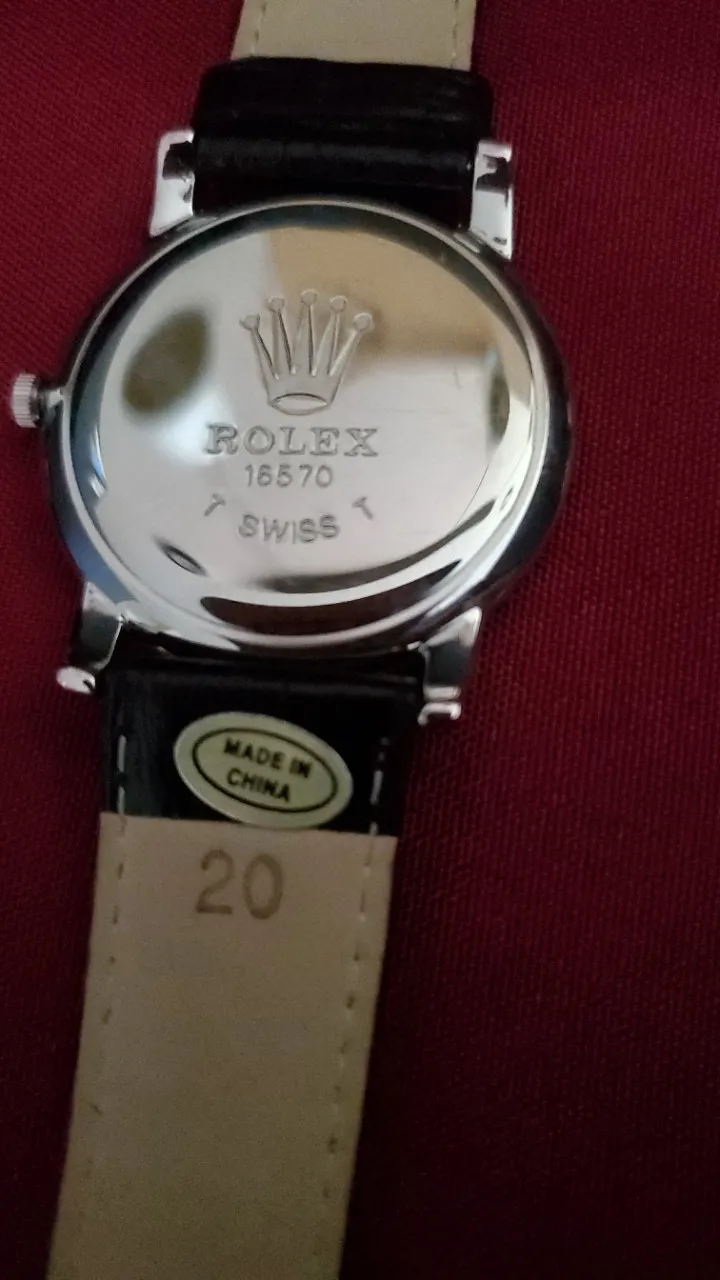 ROLEX
16570
T SWISS T
MADE IN
CHINA
20